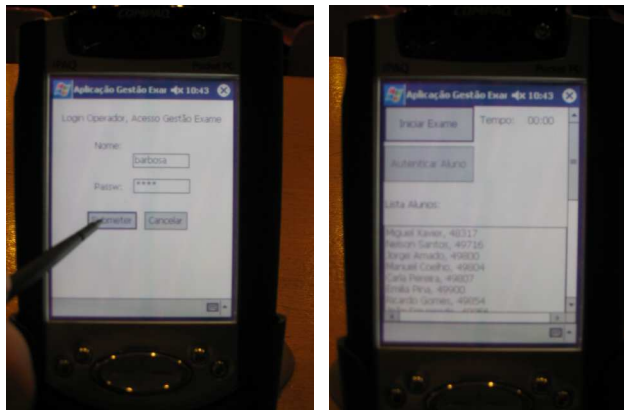 COMPAQ
Aplicação Gestão Exar 10:43
Login Operador, Acesso Gestão Exame
Nome:
barbosa
Passw:
****
Submeter Cancelar
Aplicação Gestão Exar 10:43
Iniciar Exame Tempo: 00:00
Autenticar Aluno
Lista Alunos:
Miguel Xavier, 48317
Nelson Santos, 49716
Jorge Amado, 49800
Manuel Coelho, 49804
Carla Pereira, 49807
Emilia Pina, 49900
Ricardo Gomes, 49854